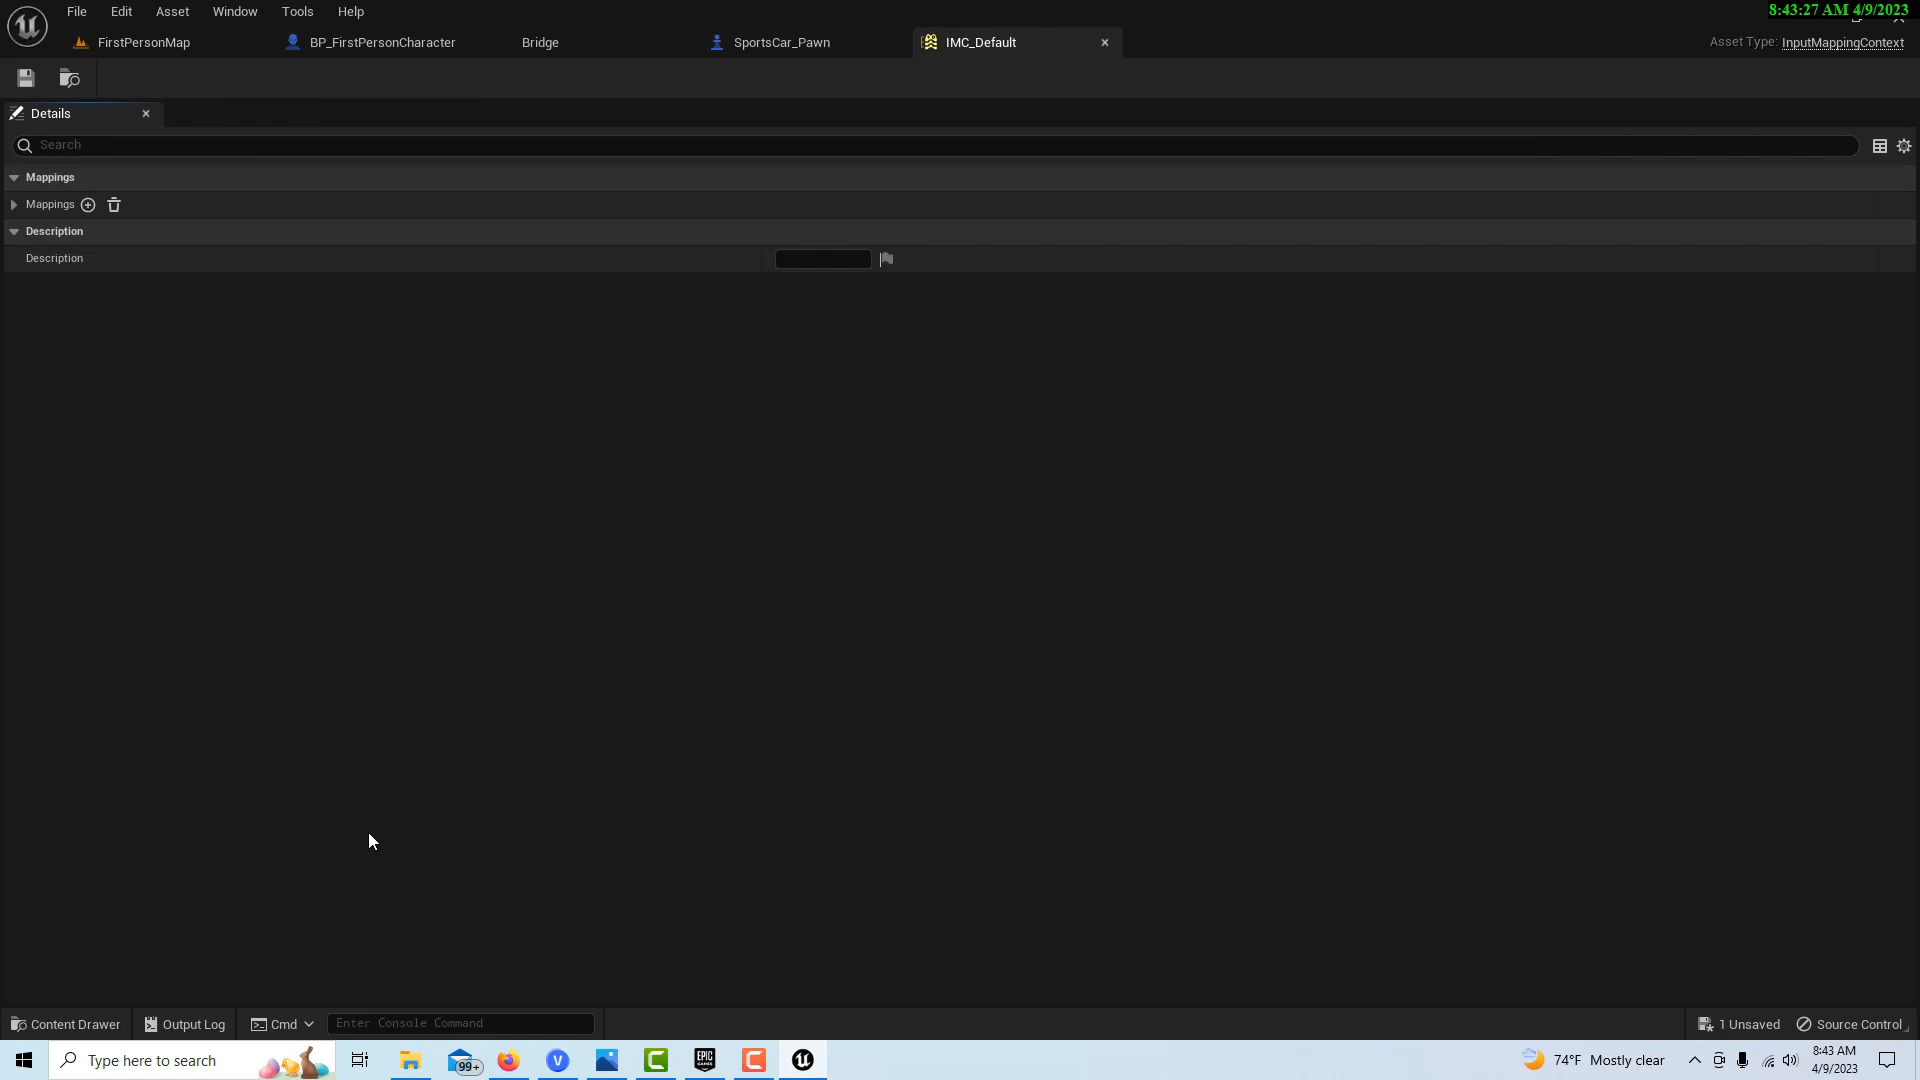 File Edit Asset Window Tools Help
8:43:27 AM 4/9/2023
FirstPersonMap BP_FirstPersonCharacter Bridge SportsCar_Pawn IMC_Default
Asset Type: InputMappingContext
Details
Search
Mappings
Mappings
Description
Description
Content Drawer Output Log Cmd Enter Console Command 1 Unsaved Source Control
Type here to search 99+ EPIC GAMES 74°F Mostly clear 8:43 AM
4/9/2023